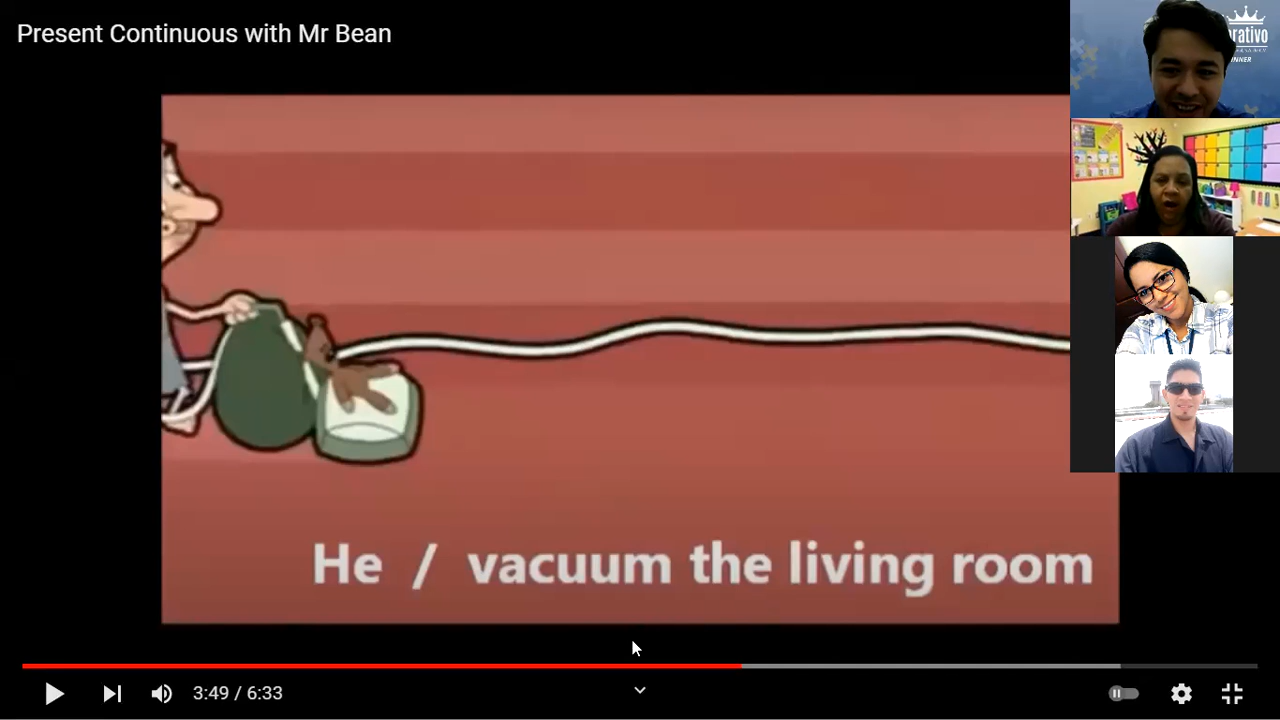 Present Continuous with Mr Bean
He / vacuum the living room
3:49 / 6:33